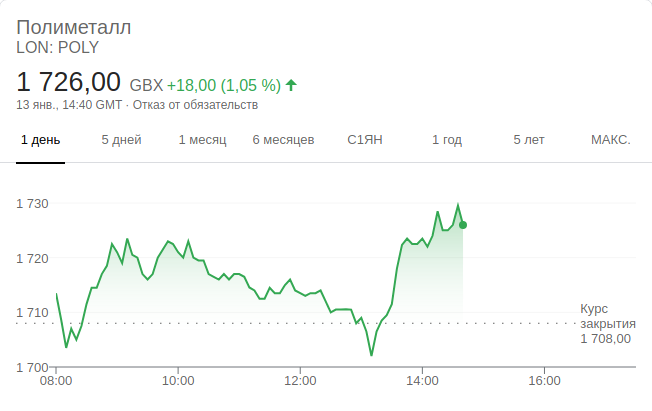 Полиметалл
LON: POLY
1 726,00 GBX +18,00 (1,05 %)
13 янв., 14:40 GMT · Отказ от обязательств
1 день 5 дней 1 месяц 6 месяцев С1ЯН 1 год 5 лет МАКС.
1 730
1 720
1 710
Курс
закрытия
1 708,00
1 700
08:00 10:00 12:00 14:00 16:00